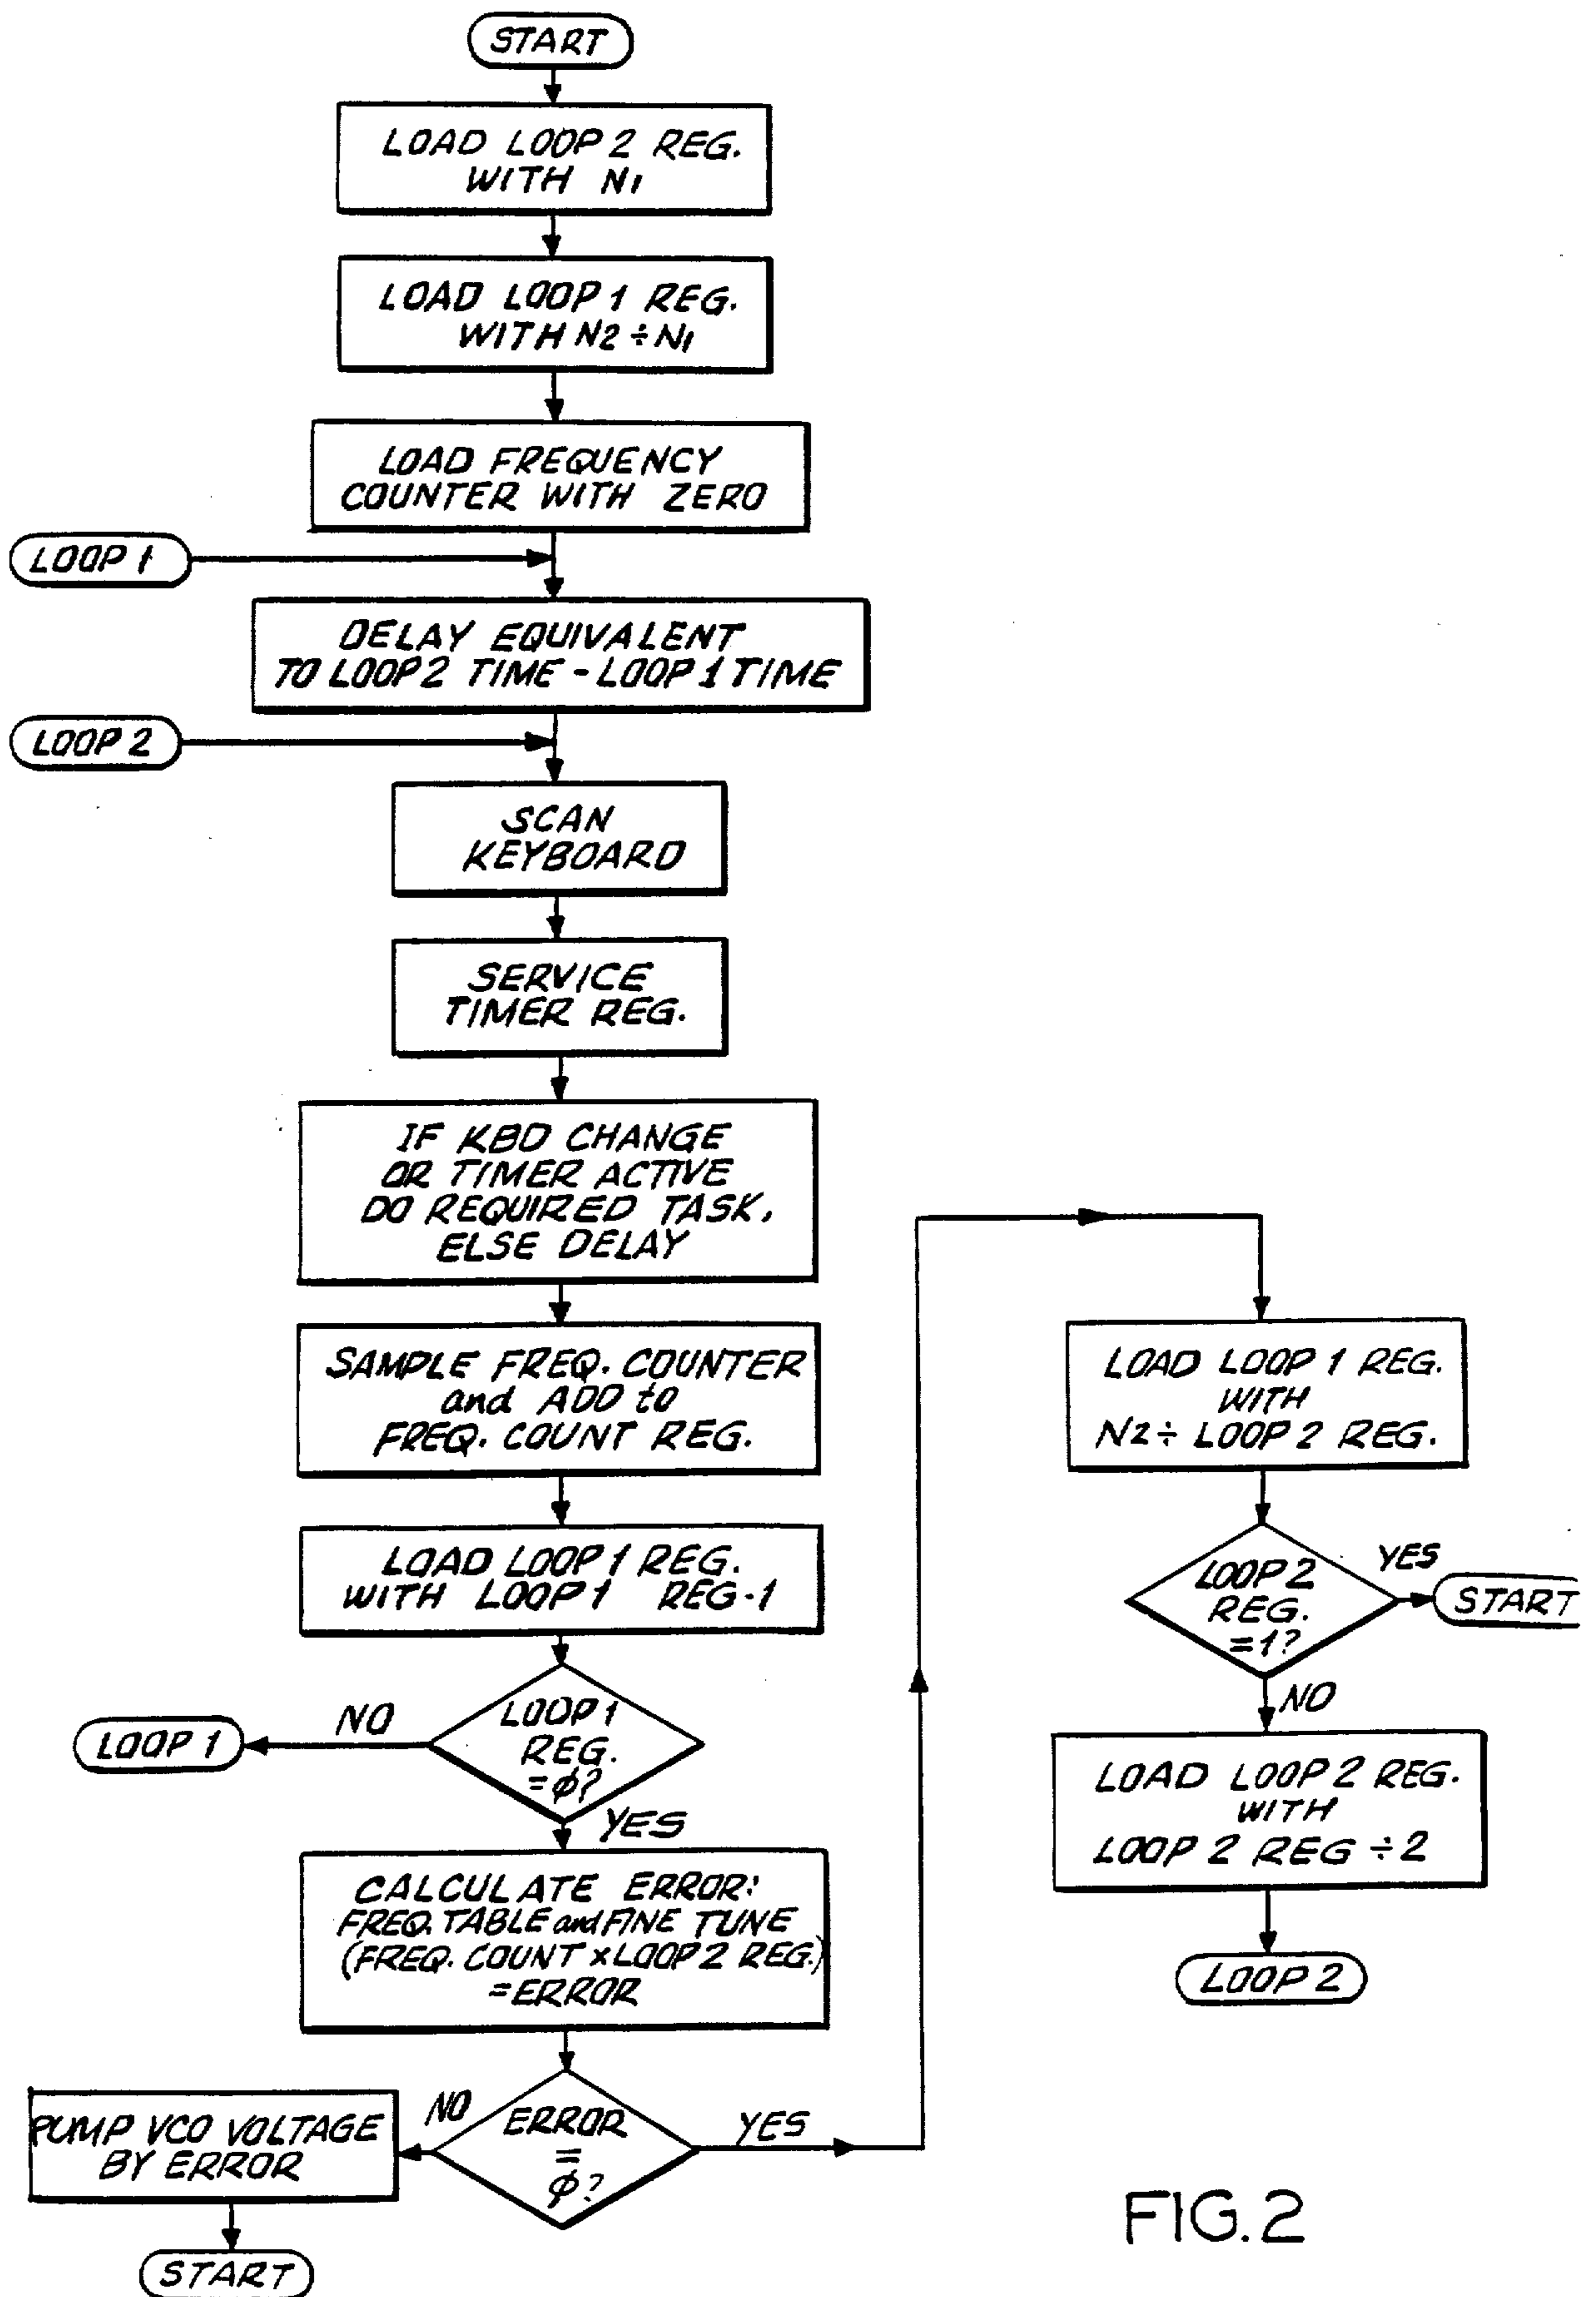 START
LOAD LOOP 2 REG.
WITH N1
LOAD LOOP 1 REG.
WITH N2 ÷ N1
LOAD FREQUENCY
COUNTER WITH ZERO
LOOP 1
DELAY EQUIVALENT
TO LOOP 2 TIME - LOOP 1 TIME
LOOP 2
SCAN
KEYBOARD
SERVICE
TIMER REG.
IF KBD CHANGE
OR TIMER ACTIVE
DO REQUIRED TASK,
ELSE DELAY
SAMPLE FREQ. COUNTER
and ADD to
FREQ. COUNT REG.
LOAD LOOP 1 REG.
WITH LOOP 1 REG-1
LOOP 1
REG.
=ϕ?
NO
LOOP 1
YES
CALCULATE ERROR:
FREQ. TABLE and FINE TUNE
(FREQ. COUNT x LOOP 2 REG.)
=ERROR
ERROR
=
ϕ?
NO
PUMP VCO VOLTAGE
BY ERROR
START
YES
LOAD LOOP 1 REG.
WITH
N2 ÷ LOOP 2 REG.
LOOP 2
REG.
=1?
YES
START
NO
LOAD LOOP 2 REG.
WITH
LOOP 2 REG ÷ 2
LOOP 2
FIG. 2